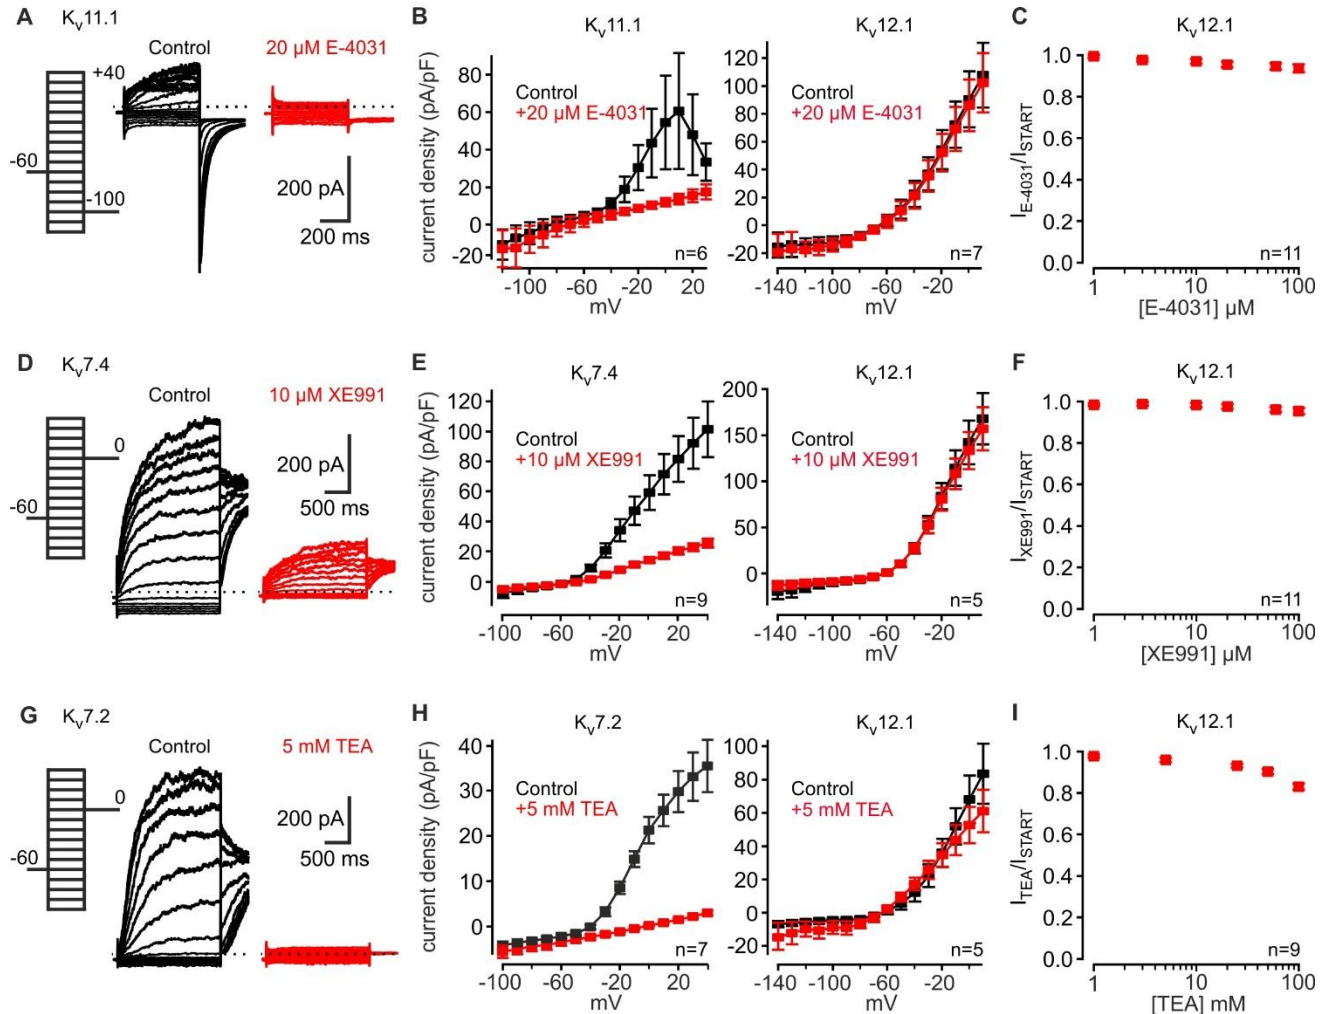 A
Kv11.1
Control
20 µM E-4031
+40
-60
-100
200 pA
200 ms
B
Kv11.1
Kv12.1
current density (pA/pF)
80
60
40
20
0
-20
Control
+20 µM E-4031
n=6
-100
-60
-20
20
mV
120
100
80
60
40
20
0
-20
Control
+20 µM E-4031
n=7
-140
-100
-60
-20
mV
C
Kv12.1
IE-4031/ISTART
1.0
0.8
0.6
0.4
0.2
0.0
n=11
1
10
100
[E-4031] µM
D
Kv7.4
Control
10 µM XE991
0
-60
200 pA
500 ms
E
Kv7.4
Kv12.1
current density (pA/pF)
120
100
80
60
40
20
0
Control
+10 µM XE991
n=9
-100
-60
-20
20
mV
200
150
100
50
0
Control
+10 µM XE991
n=5
-140
-100
-60
-20
mV
F
Kv12.1
IXE991/ISTART
1.0
0.8
0.6
0.4
0.2
0.0
n=11
1
10
100
[XE991] µM
G
Kv7.2
Control
5 mM TEA
0
-60
200 pA
500 ms
H
Kv7.2
Kv12.1
current density (pA/pF)
40
30
20
10
0
Control
+5 mM TEA
n=7
-100
-60
-20
20
mV
100
80
60
40
20
0
-20
Control
+5 mM TEA
n=5
-140
-100
-60
-20
mV
I
Kv12.1
ITEA/ISTART
1.0
0.8
0.6
0.4
0.2
0.0
n=9
1
10
100
[TEA] mM